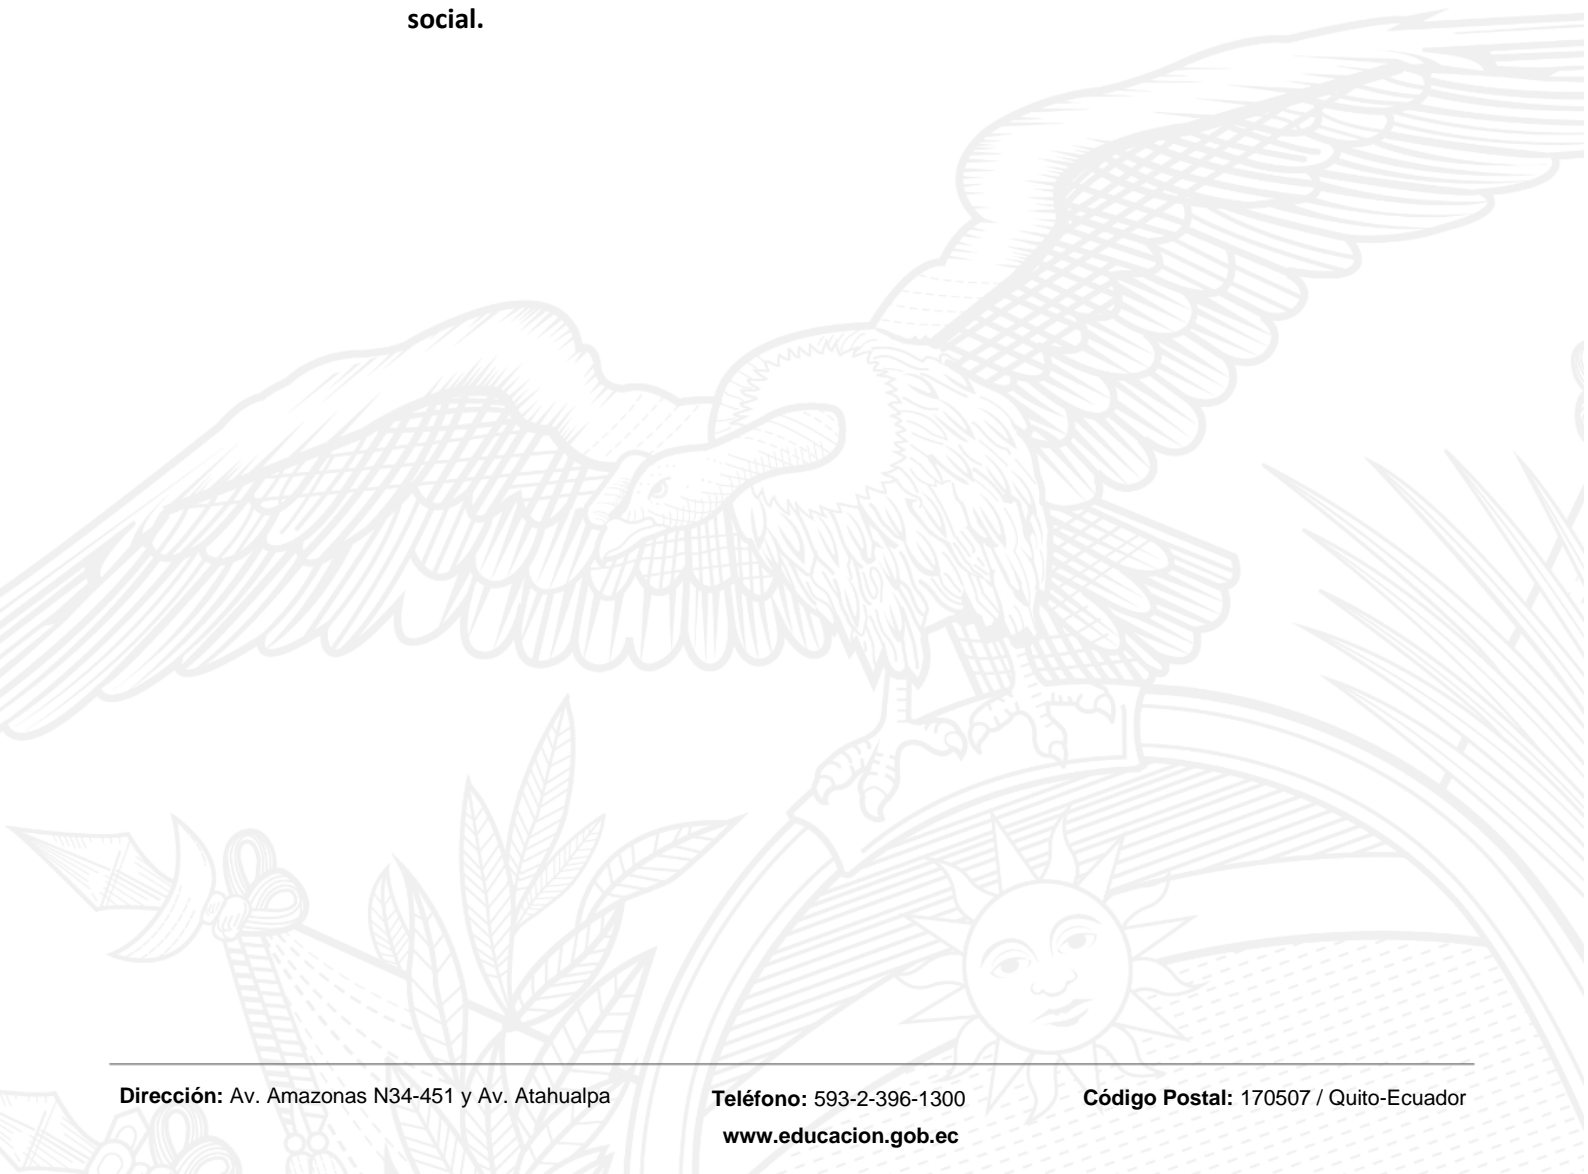 social.
Dirección: Av. Amazonas N34-451 y Av. Atahualpa
Teléfono: 593-2-396-1300
Código Postal: 170507 / Quito-Ecuador
www.educacion.gob.ec